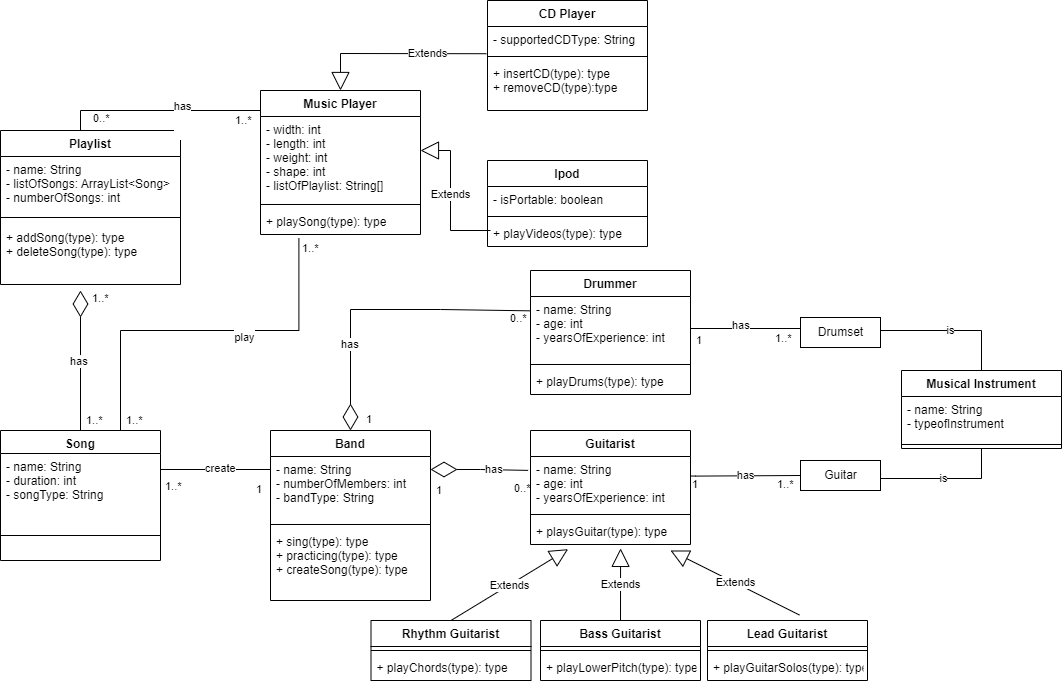 CD Player
- supportedCDType: String
+ insertCD(type): type
+ removeCD(type):type
Extends
Music Player
- width: int
- length: int
- weight: int
- shape: int
- listOfPlaylist: String[]
+ playSong(type): type
has
0..*
1..*
Playlist
- name: String
- listOfSongs: ArrayList<Song>
- numberOfSongs: int
+ addSong(type): type
+ deleteSong(type): type
Extends
Ipod
- isPortable: boolean
+ playVideos(type): type
1..*
1..*
play
has
1..*
1..*
Drummer
- name: String
- age: int
- yearsOfExperience: int
+ playDrums(type): type
0..*
has
1
has
1
1..*
Drumset
is
Musical Instrument
- name: String
- typeofInstrument
Song
- name: String
- duration: int
- songType: String
create
1..*
1
Band
- name: String
- numberOfMembers: int
- bandType: String
+ sing(type): type
+ practicing(type): type
+ createSong(type): type
has
1
0..*
Guitarist
- name: String
- age: int
- yearsOfExperience: int
+ playsGuitar(type): type
has
1
1..*
Guitar
is
Extends
Extends
Extends
Rhythm Guitarist
+ playChords(type): type
Bass Guitarist
+ playLowerPitch(type): type
Lead Guitarist
+ playGuitarSolos(type): type